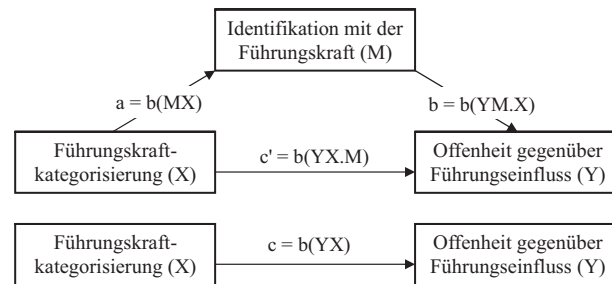 Identifikation mit der
Führungskraft (M)
a = b(MX)
b = b(YM.X)
Führungskraft-
kategorisierung (X)
c' = b(YX.M)
Offenheit gegenüber
Führungseinfluss (Y)
Führungskraft-
kategorisierung (X)
c = b(YX)
Offenheit gegenüber
Führungseinfluss (Y)